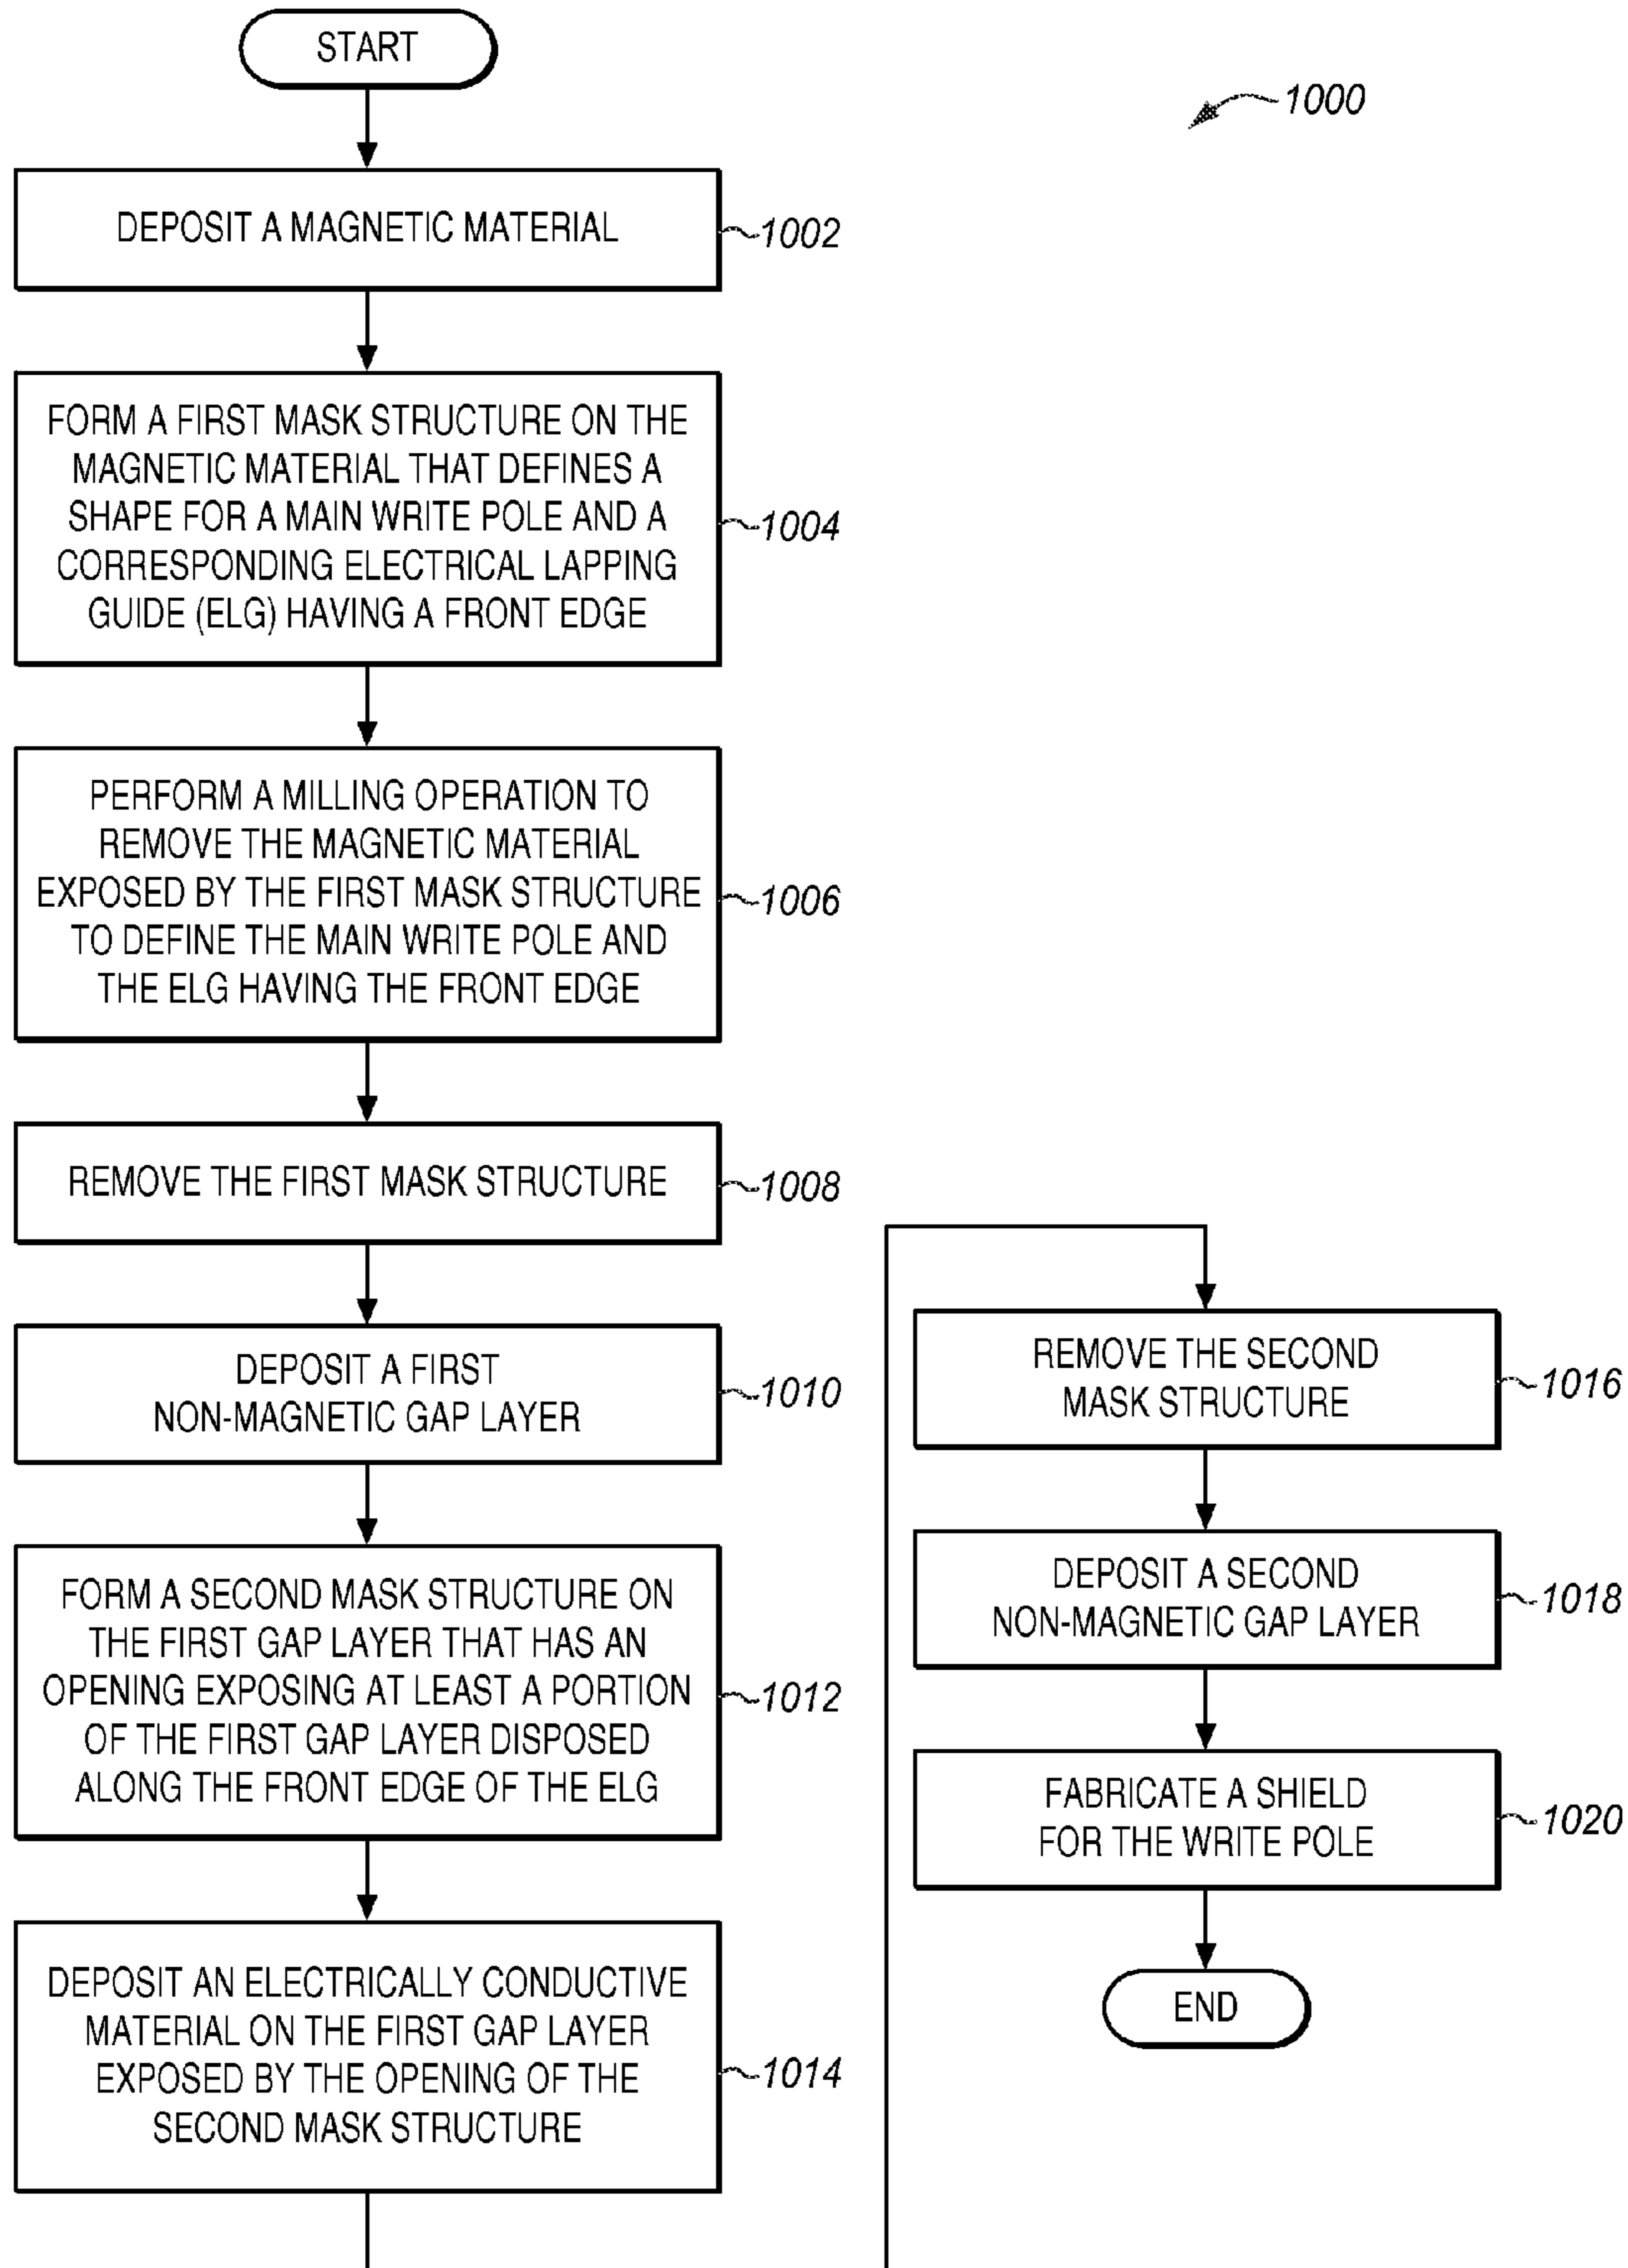 START
1000
DEPOSIT A MAGNETIC MATERIAL
1002
FORM A FIRST MASK STRUCTURE ON THE
MAGNETIC MATERIAL THAT DEFINES A
SHAPE FOR A MAIN WRITE POLE AND A
CORRESPONDING ELECTRICAL LAPPING
GUIDE (ELG) HAVING A FRONT EDGE
1004
PERFORM A MILLING OPERATION TO
REMOVE THE MAGNETIC MATERIAL
EXPOSED BY THE FIRST MASK STRUCTURE
TO DEFINE THE MAIN WRITE POLE AND
THE ELG HAVING THE FRONT EDGE
1006
REMOVE THE FIRST MASK STRUCTURE
1008
DEPOSIT A FIRST
NON-MAGNETIC GAP LAYER
1010
FORM A SECOND MASK STRUCTURE ON
THE FIRST GAP LAYER THAT HAS AN
OPENING EXPOSING AT LEAST A PORTION
OF THE FIRST GAP LAYER DISPOSED
ALONG THE FRONT EDGE OF THE ELG
1012
DEPOSIT AN ELECTRICALLY CONDUCTIVE
MATERIAL ON THE FIRST GAP LAYER
EXPOSED BY THE OPENING OF THE
SECOND MASK STRUCTURE
1014
REMOVE THE SECOND
MASK STRUCTURE
1016
DEPOSIT A SECOND
NON-MAGNETIC GAP LAYER
1018
FABRICATE A SHIELD
FOR THE WRITE POLE
1020
END